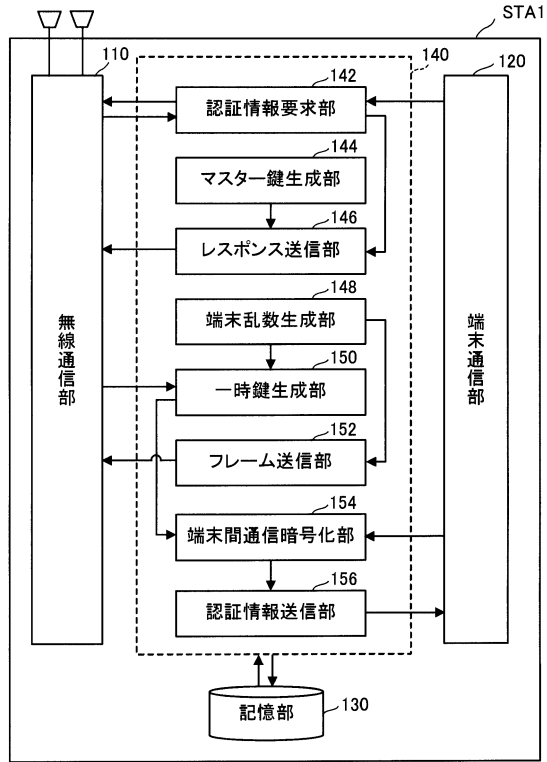 STA1
110
140
120
142
認証情報要求部
144
マスター鍵生成部
146
レスポンス送信部
148
端末乱数生成部
150
一時鍵生成部
152
フレーム送信部
154
端末間通信暗号化部
156
認証情報送信部
無線通信部
端末通信部
130
記憶部